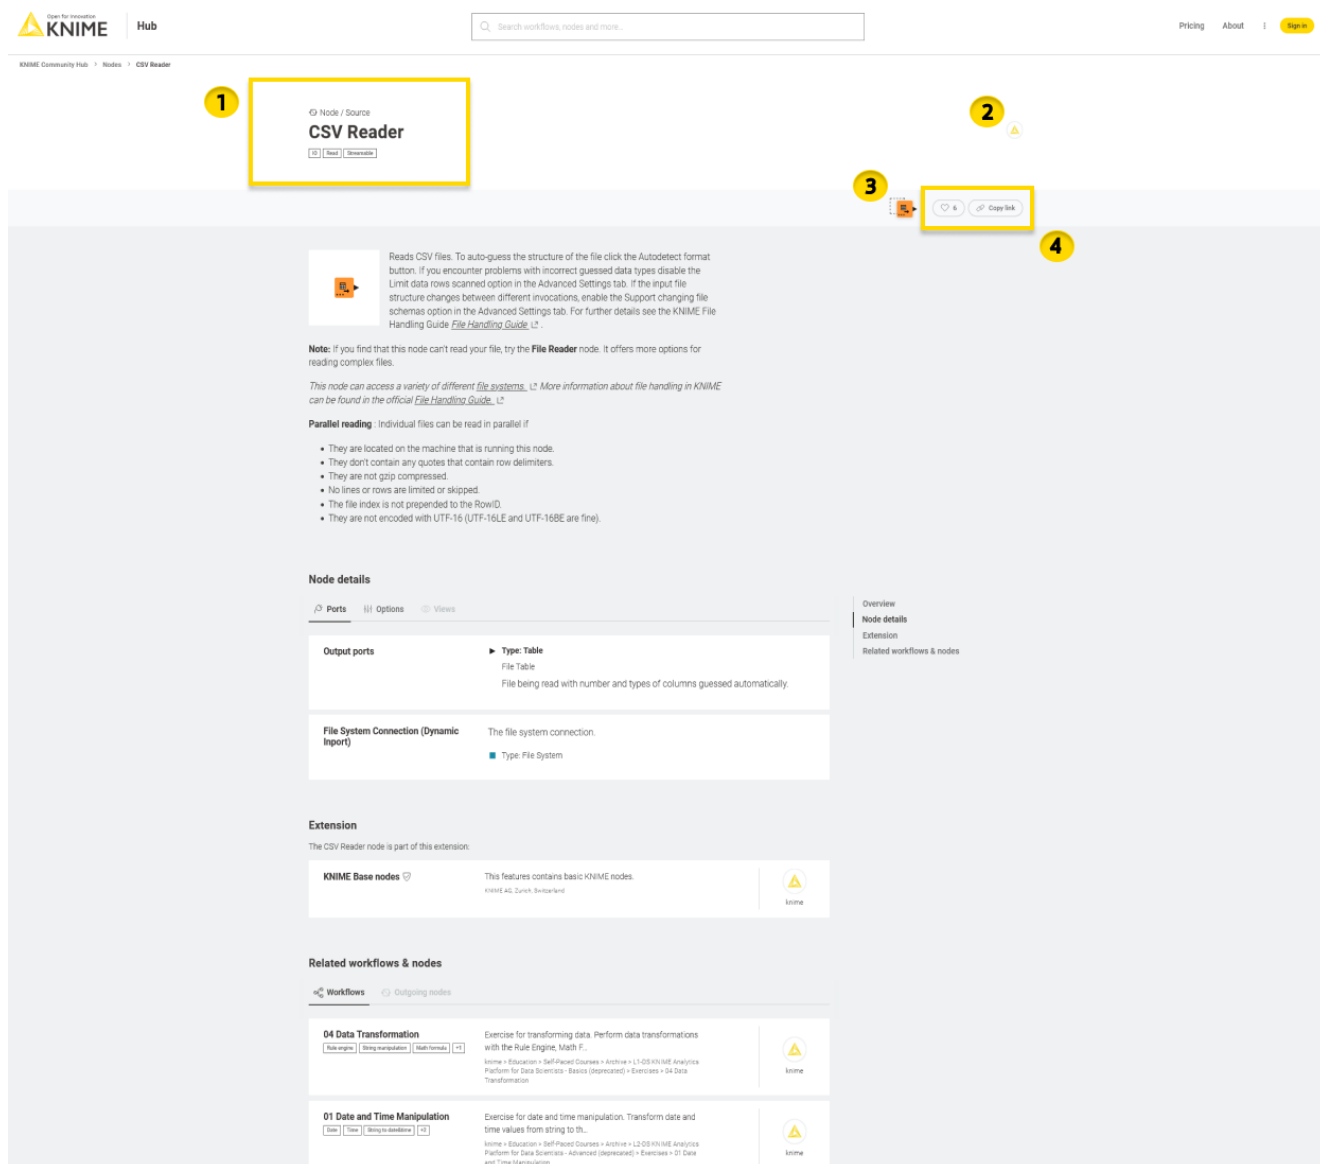 Open for Innovation
KNIME
Hub
Search workflows, nodes and more...
Pricing
About
Sign in
KNIME Community Hub > Nodes > CSV Reader
1
Node / Source
CSV Reader
IO Read Streamable
2
3
6
Copy link
4
Reads CSV files. To auto-guess the structure of the file click the Autodetect format
button. If you encounter problems with incorrect guessed data types disable the
Limit data rows scanned option in the Advanced Settings tab. If the input file
structure changes between different invocations, enable the Support changing file
schemas option in the Advanced Settings tab. For further details see the KNIME File
Handling Guide File Handling Guide .
Note: If you find that this node can't read your file, try the File Reader node. It offers more options for
reading complex files.
This node can access a variety of different file systems. More information about file handling in KNIME
can be found in the official File Handling Guide.
Parallel reading : Individual files can be read in parallel if
• They are located on the machine that is running this node.
• They don't contain any quotes that contain row delimiters.
• They are not gzip compressed.
• No lines or rows are limited or skipped.
• The file index is not prepended to the RowID.
• They are not encoded with UTF-16 (UTF-16LE and UTF-16BE are fine).
Node details
Ports Options Views
Overview
Node details
Extension
Related workflows & nodes
Output ports
Type: Table
File Table
File being read with number and types of columns guessed automatically.
File System Connection (Dynamic
Inport)
The file system connection.
Type: File System
Extension
The CSV Reader node is part of this extension:
KNIME Base nodes
This features contains basic KNIME nodes.
KNIME AG, Zurich, Switzerland
knime
Related workflows & nodes
Workflows Outgoing nodes
04 Data Transformation
Rule engine String manipulation Math formula +1
Exercise for transforming data. Perform data transformations
with the Rule Engine, Math F...
knime > Education > Self-Paced Courses > Archive > L1-DS KNIME Analytics
Platform for Data Scientists - Basics (deprecated) > Exercises > 04 Data
Transformation
knime
01 Date and Time Manipulation
Date Time String to date&time +2
Exercise for date and time manipulation. Transform date and
time values from string to th...
knime > Education > Self-Paced Courses > Archive > L2-DS KNIME Analytics
Platform for Data Scientists - Advanced (deprecated) > Exercises > 01 Date
and Time Manipulation
knime